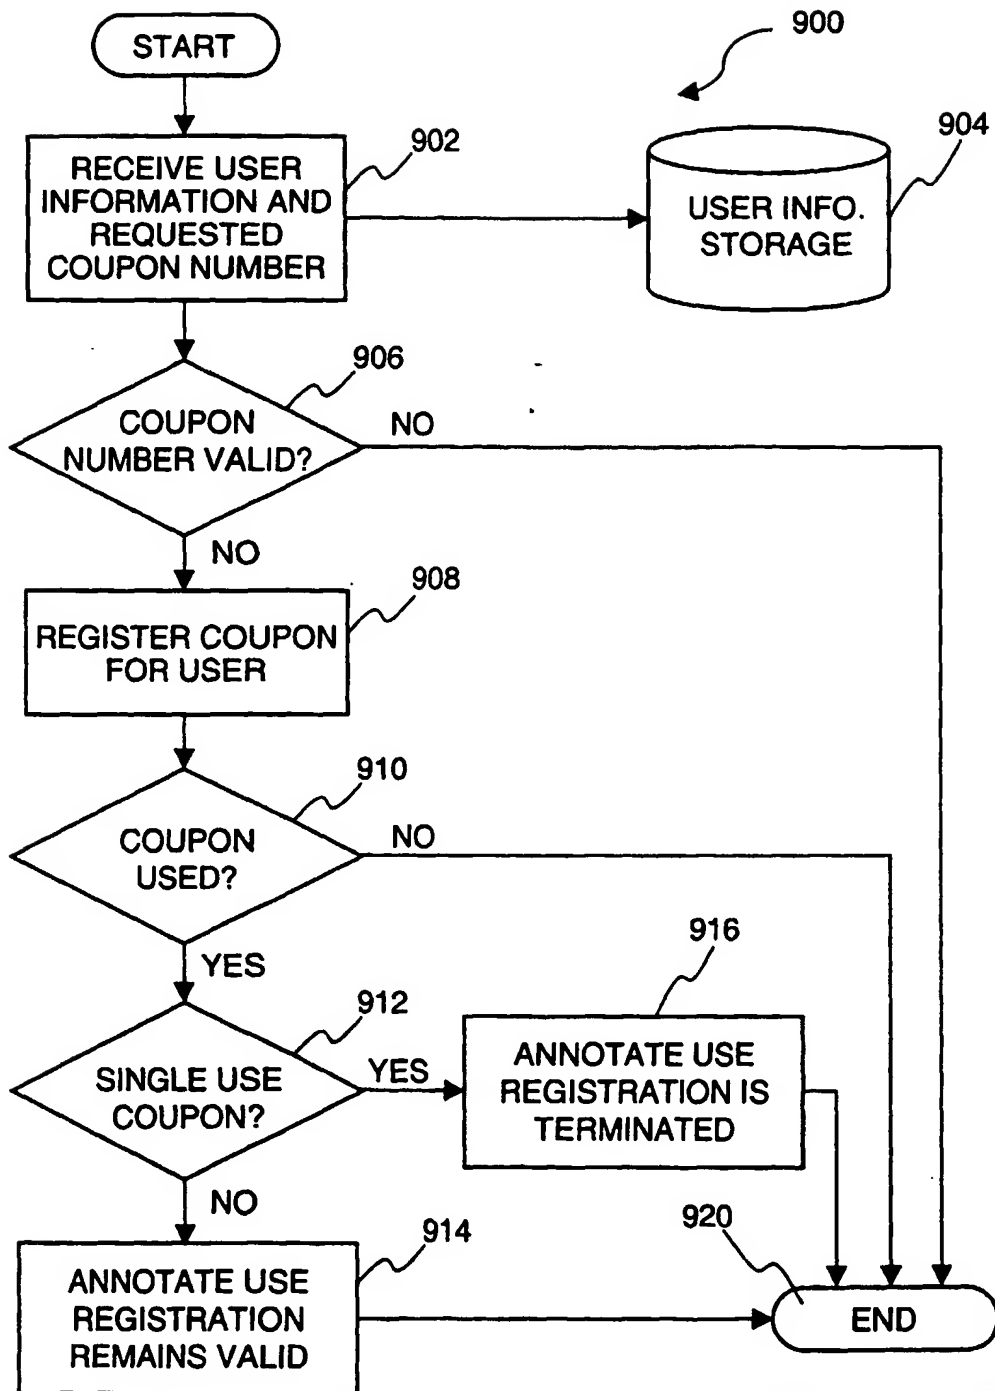 START
900
902
904
RECEIVE USER
INFORMATION AND
REQUESTED
COUPON NUMBER
USER INFO.
STORAGE
906
COUPON
NUMBER VALID?
NO
NO
908
REGISTER COUPON
FOR USER
910
COUPON
USED?
NO
YES
912
SINGLE USE
COUPON?
YES
916
ANNOTATE USE
REGISTRATION IS
TERMINATED
NO
914
ANNOTATE USE
REGISTRATION
REMAINS VALID
920
END